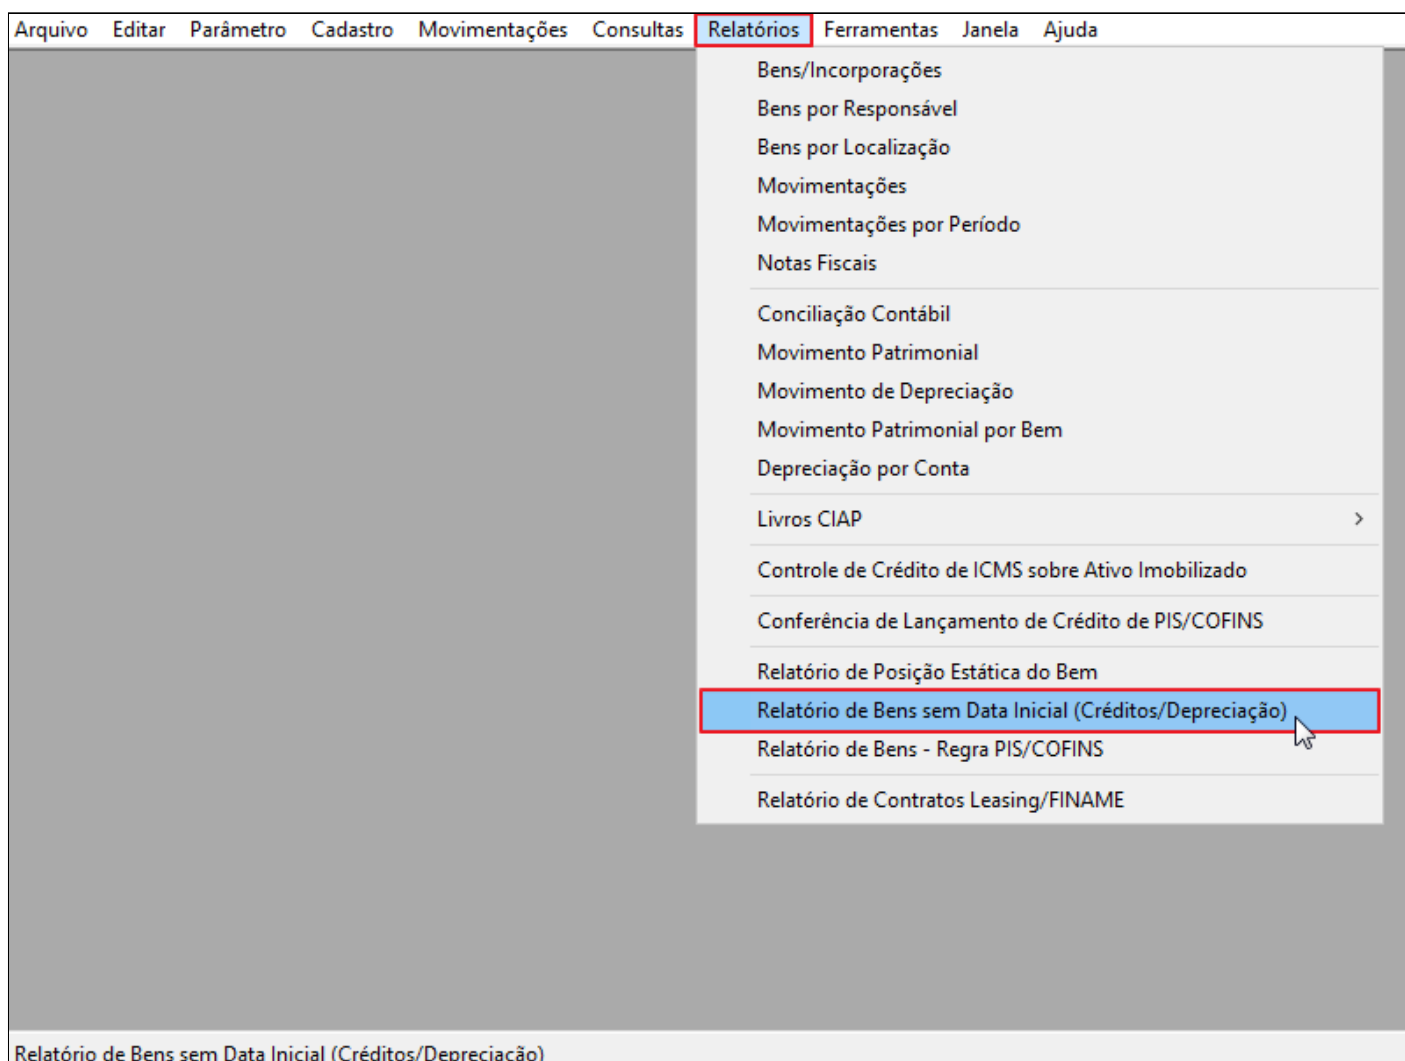 Arquivo Editar Parâmetro Cadastro Movimentações Consultas Relatórios Ferramentas Janela Ajuda
Bens/Incorporações
Bens por Responsável
Bens por Localização
Movimentações
Movimentações por Período
Notas Fiscais
Conciliação Contábil
Movimento Patrimonial
Movimento de Depreciação
Movimento Patrimonial por Bem
Depreciação por Conta
Livros CIAP
Controle de Crédito de ICMS sobre Ativo Imobilizado
Conferência de Lançamento de Crédito de PIS/COFINS
Relatório de Posição Estática do Bem
Relatório de Bens sem Data Inicial (Créditos/Depreciação)
Relatório de Bens - Regra PIS/COFINS
Relatório de Contratos Leasing/FINAME
Relatório de Bens sem Data Inicial (Créditos/Depreciação)